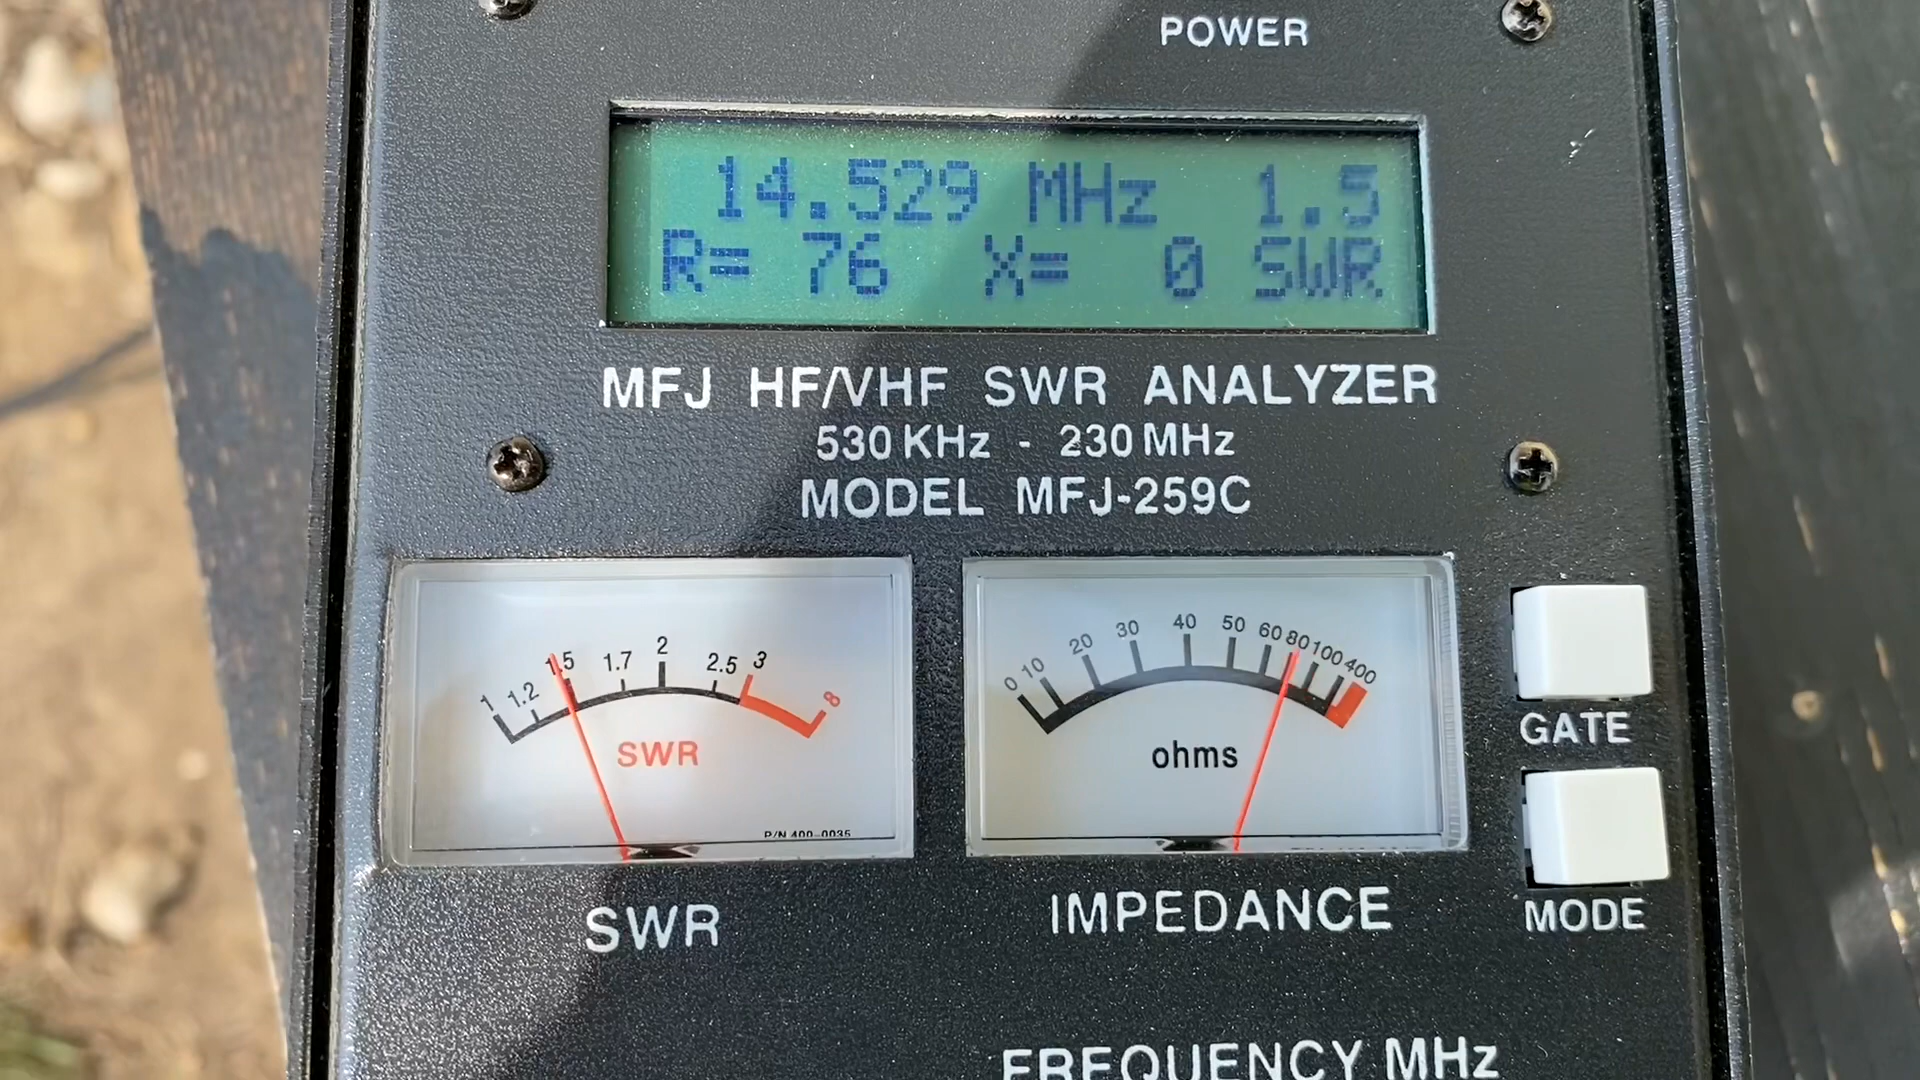 POWER
14.529 MHz 1.5
R= 76 X= 0 SWR
MFJ HF/VHF SWR ANALYZER
530 KHz - 230 MHz
MODEL MFJ-259C
1 1.2 1.5 1.7 2 2.5 3 8
SWR
P/N 400-0035
0 10 20 30 40 50 60 80 100 400
ohms
GATE
MODE
SWR
IMPEDANCE
FREQUENCY MHz